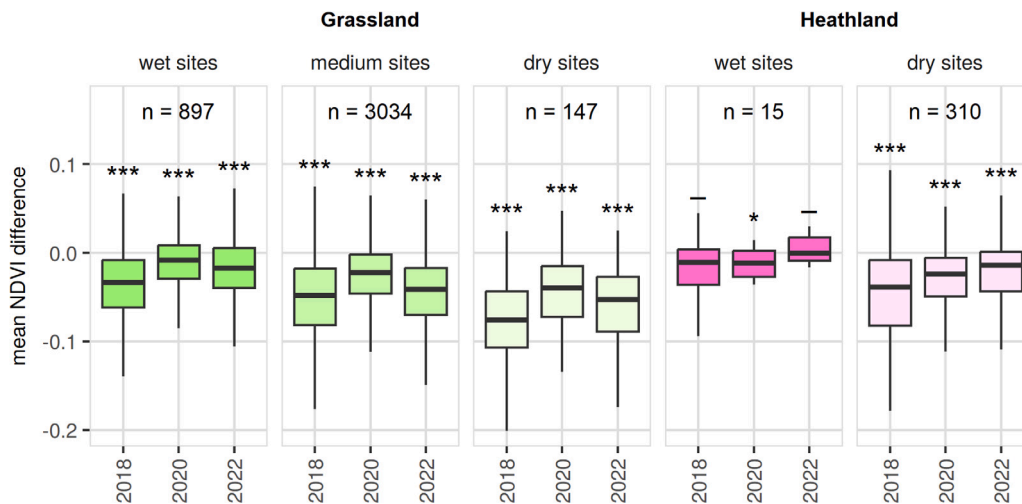 Grassland Heathland
wet sites medium sites dry sites wet sites dry sites
n = 897 n = 3034 n = 147 n = 15 n = 310
*** *** *** *** *** *** *** *** *** – * – *** *** ***
mean NDVI difference
0.1
0.0
-0.1
-0.2
2018 2020 2022 2018 2020 2022 2018 2020 2022 2018 2020 2022 2018 2020 2022